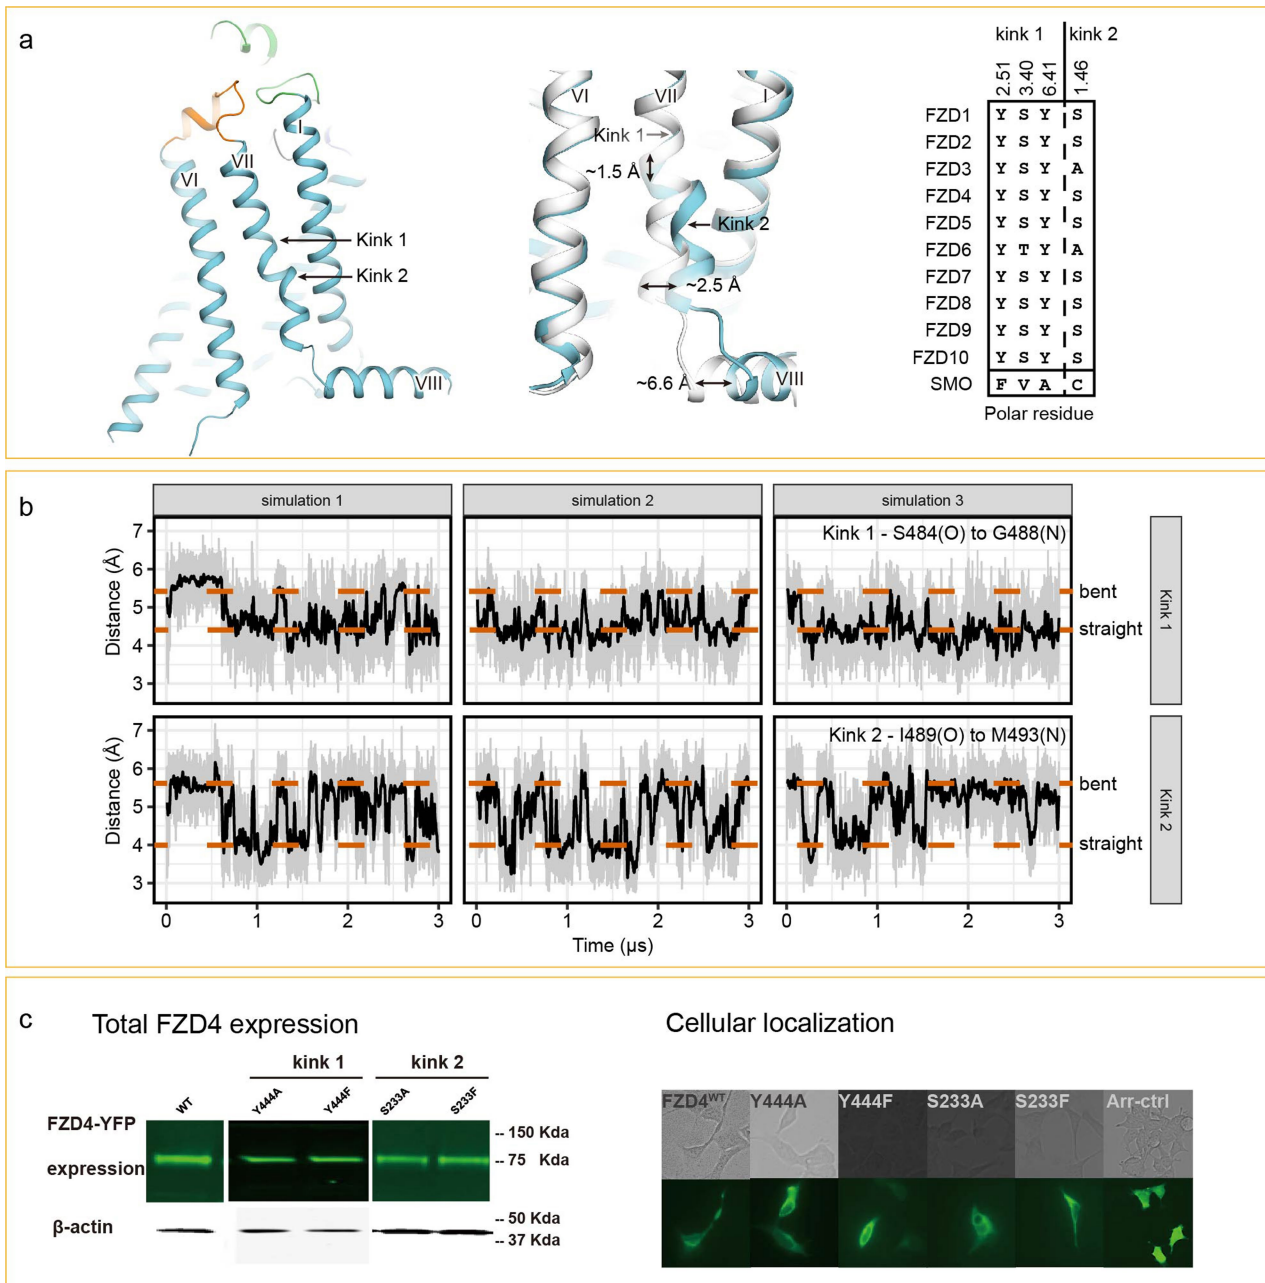 a
VI
VII
I
Kink 1
Kink 2
VIII
VI
VII
I
Kink 1
~1.5 Å
Kink 2
~2.5 Å
~6.6 Å
VIII
kink 1 kink 2
2.51 3.40 6.41 1.46
FZD1 Y S Y S
FZD2 Y S Y S
FZD3 Y S Y A
FZD4 Y S Y S
FZD5 Y S Y S
FZD6 Y T Y A
FZD7 Y S Y S
FZD8 Y S Y S
FZD9 Y S Y S
FZD10 Y S Y S
SMO F V A C
Polar residue
b
simulation 1 simulation 2 simulation 3
Kink 1 - S484(O) to G488(N)
Distance (Å)
7
6
5
4
3
bent
straight
Kink 1
Kink 2 - I489(O) to M493(N)
Distance (Å)
7
6
5
4
3
bent
straight
Kink 2
0 1 2 3 0 1 2 3 0 1 2 3
Time (µs)
c
Total FZD4 expression
kink 1 kink 2
WT Y444A Y444F S233A S233F
FZD4-YFP
expression
-- 150 Kda
-- 75 Kda
β-actin
-- 50 Kda
-- 37 Kda
Cellular localization
FZD4WT Y444A Y444F S233A S233F Arr-ctrl